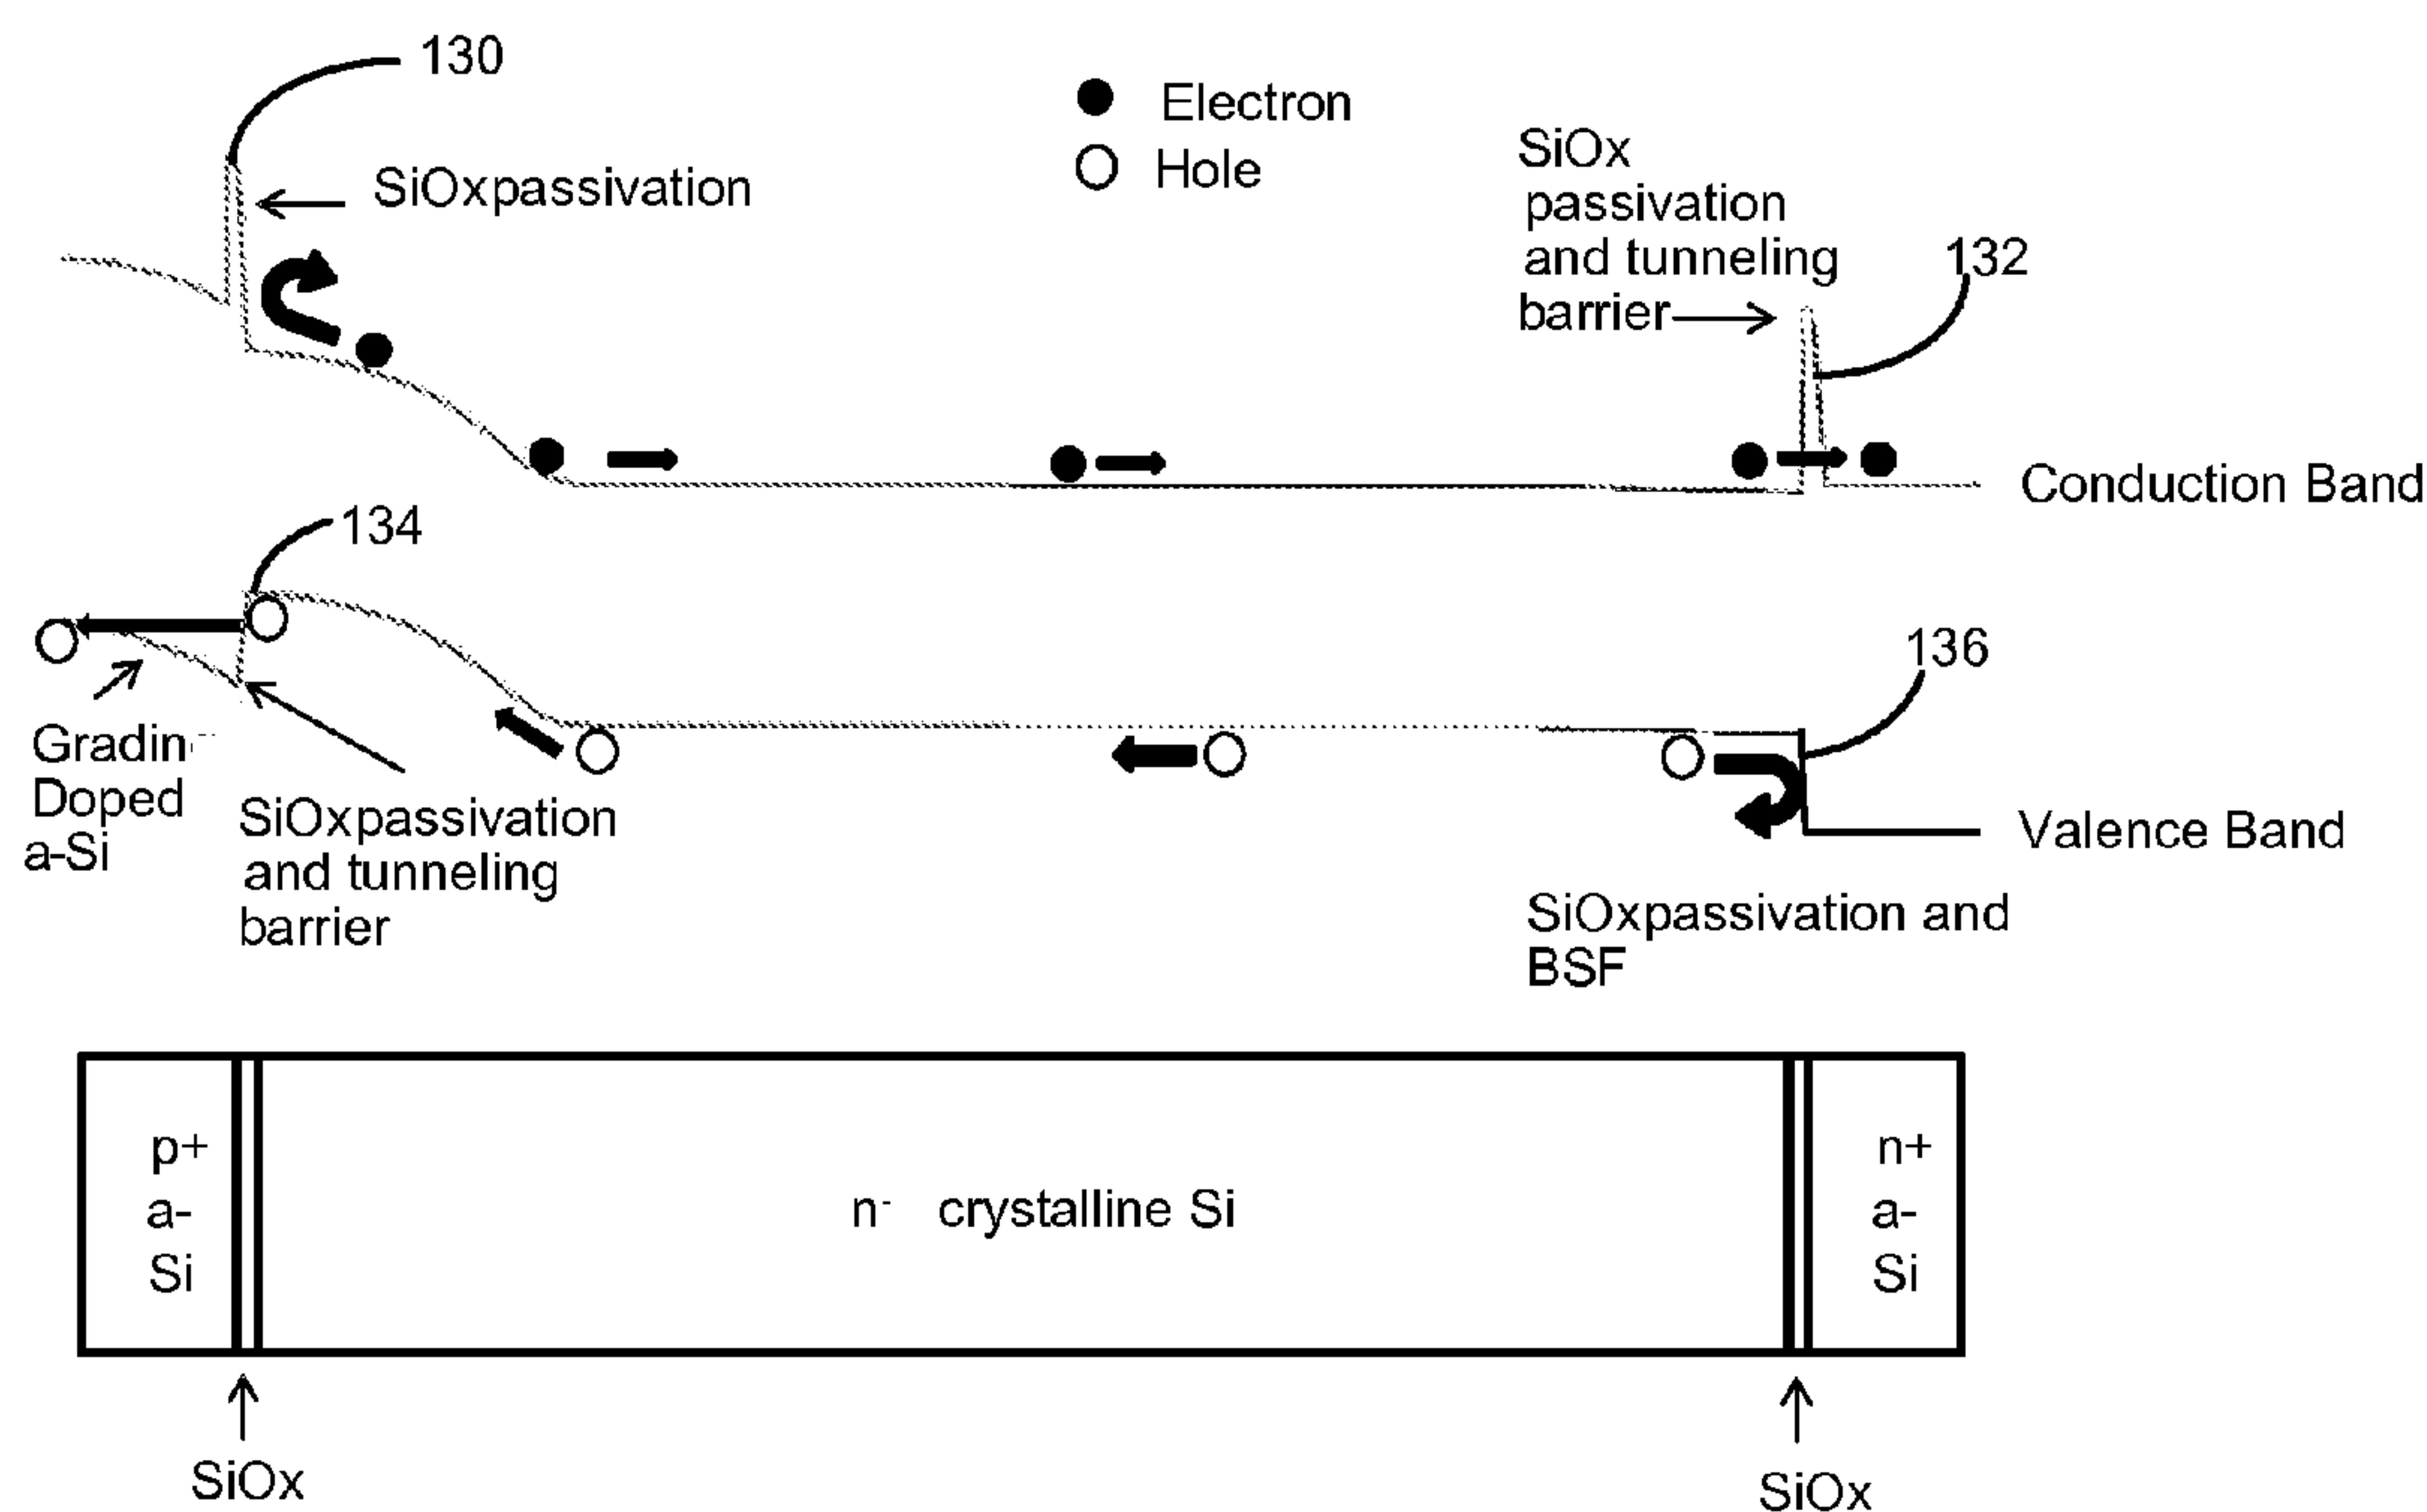 130
SiOxpassivation
Electron
Hole
SiOx
passivation
and tunneling
barrier
132
Conduction Band
134
136
Gradin
Doped
a-Si
SiOxpassivation
and tunneling
barrier
Valence Band
SiOxpassivation and
BSF
p+
a-
Si
n- crystalline Si
n+
a-
Si
SiOx
SiOx